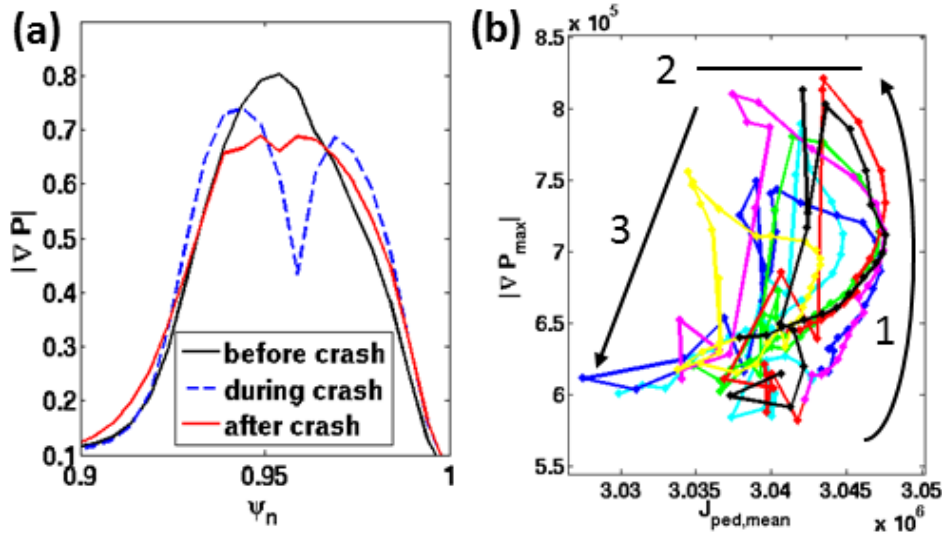 (a)
|∇ P|
0.8
0.7
0.6
0.5
0.4
0.3
0.2
0.1
0.9
0.95
1
ψn
before crash
during crash
after crash
(b)
x 10^5
|∇ Pmax|
8.5
8
7.5
7
6.5
6
5.5
3.03
3.035
3.04
3.045
3.05
Jped,mean
x 10^6
2
3
1